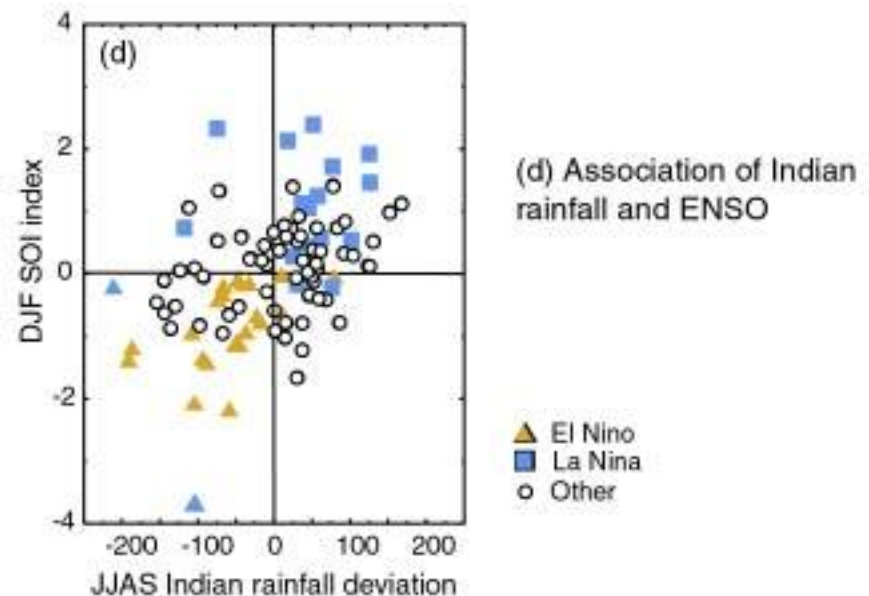 4
(d)
2
0
-2
-4
DJF SOI index
-200 -100 0 100 200
JJAS Indian rainfall deviation
(d) Association of Indian
rainfall and ENSO
El Nino
La Nina
Other